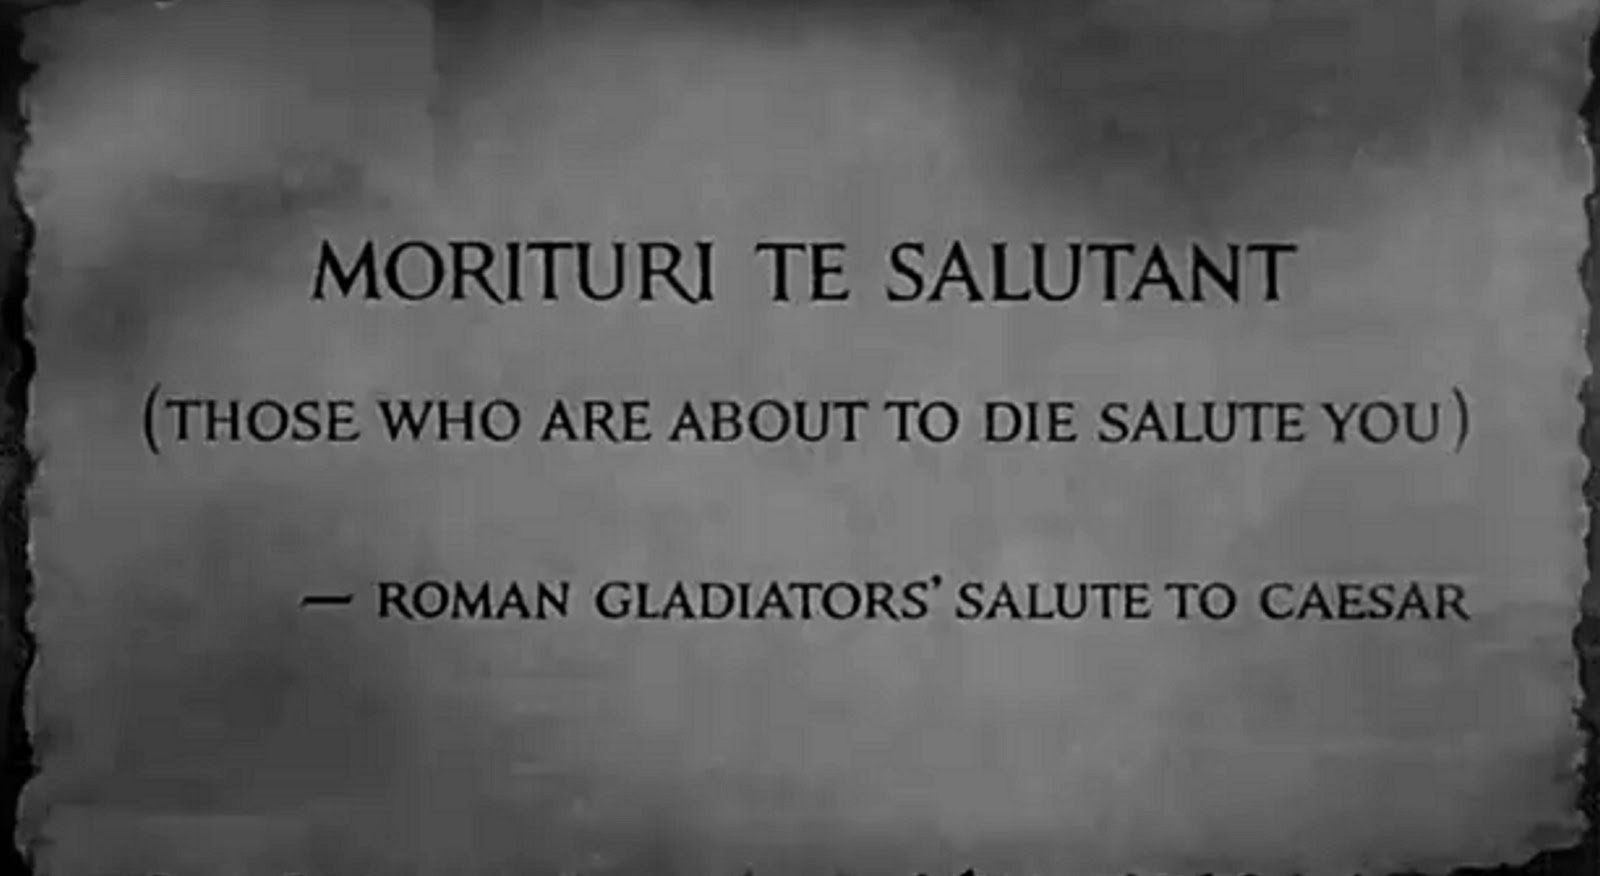 MORITURI TE SALUTANT
(THOSE WHO ARE ABOUT TO DIE SALUTE YOU)
— ROMAN GLADIATORS' SALUTE TO CAESAR